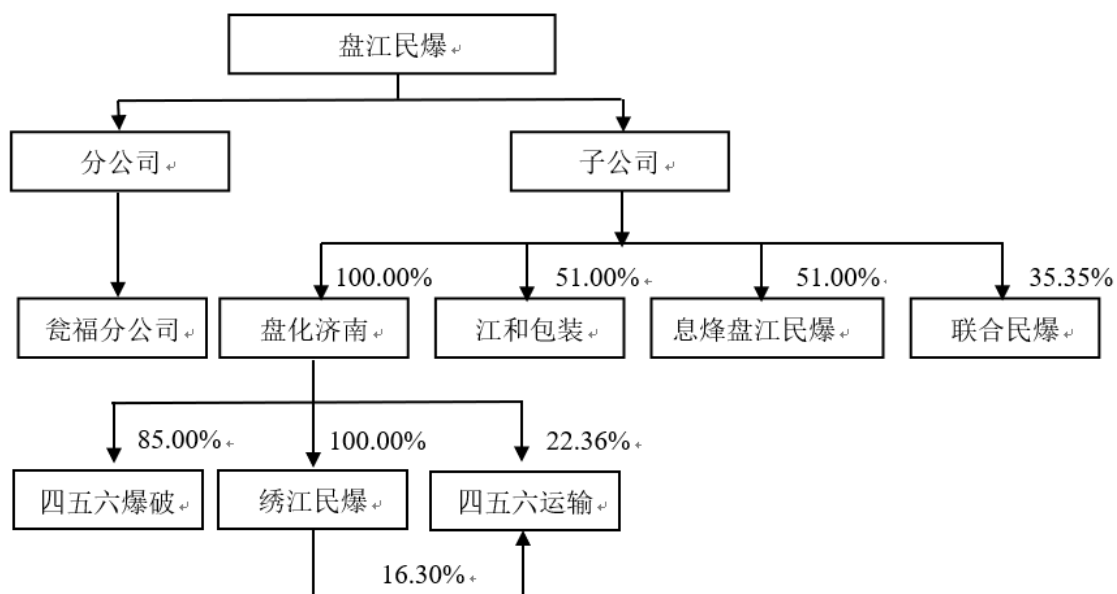 盘江民爆
分公司
子公司
100.00%
51.00%
51.00%
35.35%
瓮福分公司
盘化济南
江和包装
息烽盘江民爆
联合民爆
85.00%
100.00%
22.36%
四五六爆破
绣江民爆
四五六运输
16.30%